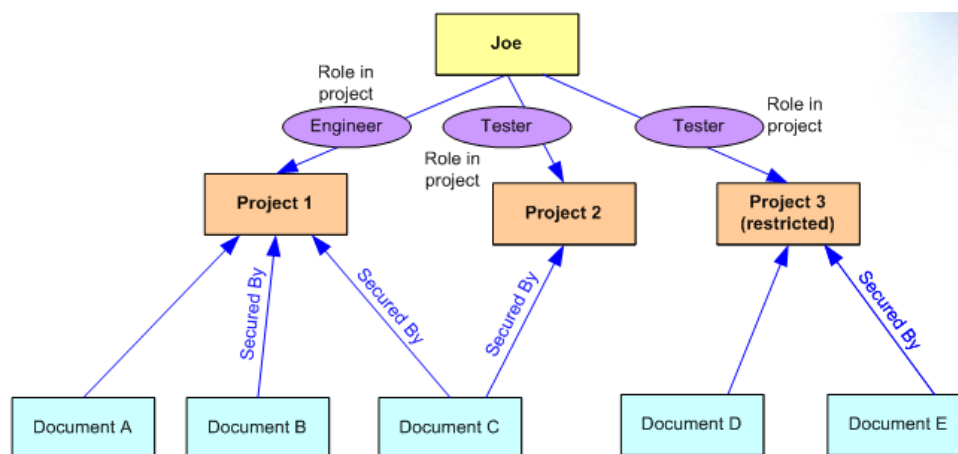 Joe
Role in
project
Engineer
Tester
Role in
project
Tester
Role in
project
Project 1
Project 2
Project 3
(restricted)
Secured By
Secured By
Secured By
Secured By
Document A
Document B
Document C
Document D
Document E